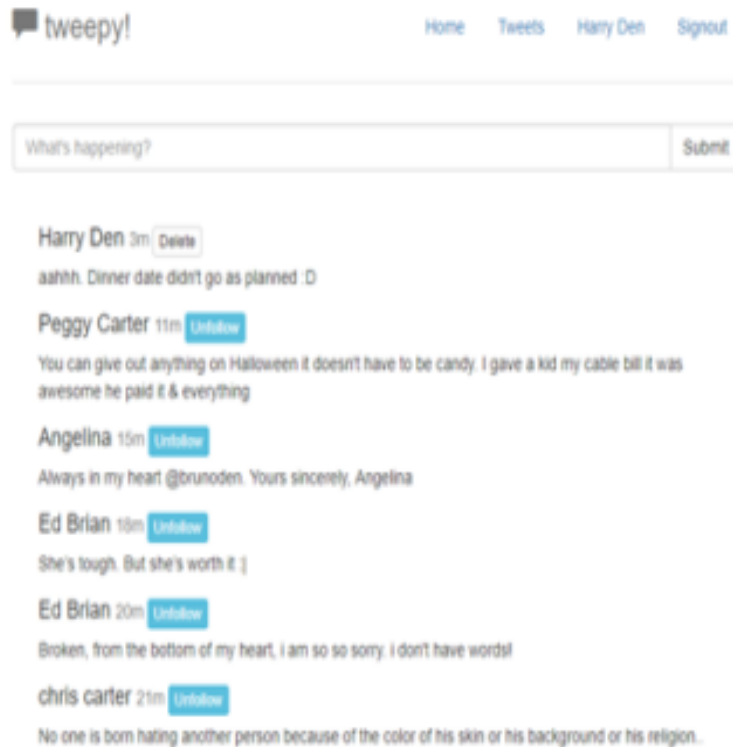 tweepy!
Home Tweets Harry Den Signout
What's happening? Submit
Harry Den 3m Delete
aahhh. Dinner date didn't go as planned :D
Peggy Carter 11m Unfollow
You can give out anything on Halloween it doesn't have to be candy. I gave a kid my cable bill it was
awesome he paid it & everything
Angelina 15m Unfollow
Always in my heart @brunoden. Yours sincerely, Angelina
Ed Brian 18m Unfollow
She's tough. But she's worth it :]
Ed Brian 20m Unfollow
Broken, from the bottom of my heart, i am so so sorry. i don't have words!
chris carter 21m Unfollow
No one is born hating another person because of the color of his skin or his background or his religion..